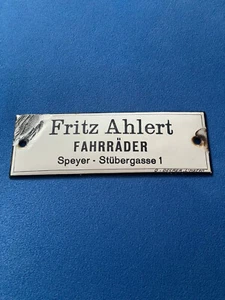 Fritz Ahlert
FAHRRÄDER
Speyer · Stübergasse 1